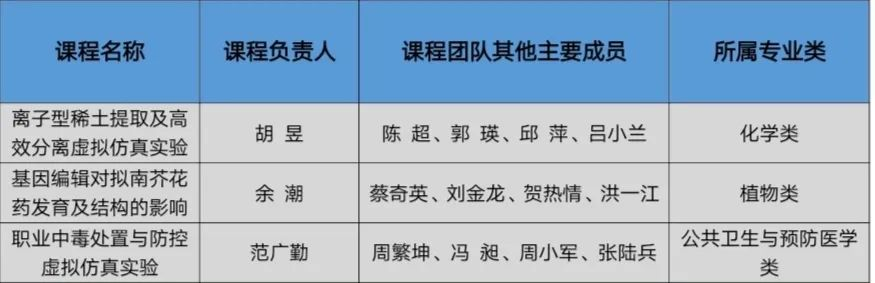 课程名称 课程负责人 课程团队其他主要成员 所属专业类
离子型稀土提取及高
效分离虚拟仿真实验 胡 昱 陈 超、郭 瑛、邱 萍、吕小兰 化学类
基因编辑对拟南芥花
药发育及结构的影响 余 潮 蔡奇英、刘金龙、贺热情、洪一江 植物类
职业中毒处置与防控
虚拟仿真实验 范广勤 周繁坤、冯 昶、周小军、张陆兵 公共卫生与预防医学
类